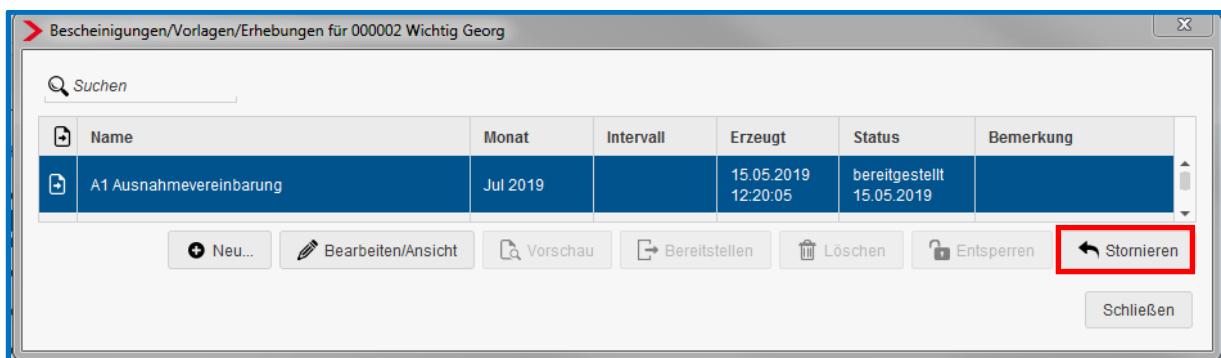 Bescheinigungen/Vorlagen/Erhebungen für 000002 Wichtig Georg
Suchen
Name Monat Intervall Erzeugt Status Bemerkung
A1 Ausnahmevereinbarung Jul 2019 15.05.2019 12:20:05 bereitgestellt 15.05.2019
Neu... Bearbeiten/Ansicht Vorschau Bereitstellen Löschen Entsperren Stornieren
Schließen